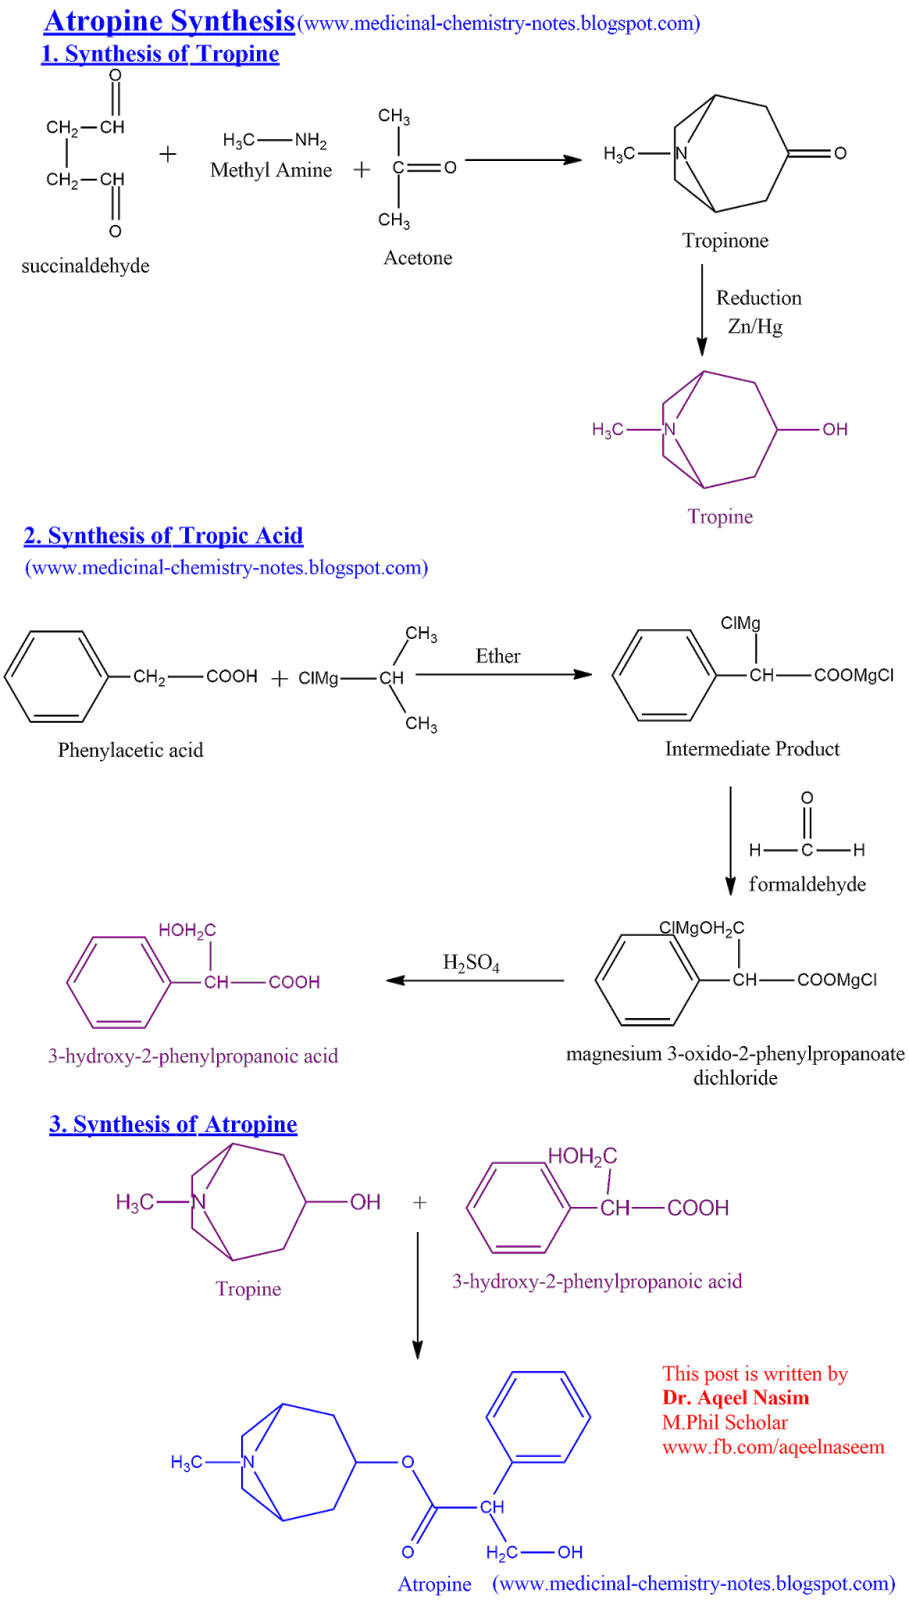 Atropine Synthesis (www.medicinal-chemistry-notes.blogspot.com)
1. Synthesis of Tropine
O
CH₂ CH
CH₂ CH
O
succinaldehyde
+
H₃C NH₂
Methyl Amine
+
CH₃
C O
CH₃
Acetone
H₃C N O
Tropinone
Reduction
Zn/Hg
H₃C N OH
Tropine
2. Synthesis of Tropic Acid
(www.medicinal-chemistry-notes.blogspot.com)
CH₂ COOH
Phenylacetic acid
+
CH₃
ClMg CH
CH₃
Ether
ClMg
CH COOMgCl
Intermediate Product
O
H C H
formaldehyde
ClMgOH₂C
CH COOMgCl
magnesium 3-oxido-2-phenylpropanoate
dichloride
H₂SO₄
HOH₂C
CH COOH
3-hydroxy-2-phenylpropanoic acid
3. Synthesis of Atropine
H₃C N OH
Tropine
+
HOH₂C
CH COOH
3-hydroxy-2-phenylpropanoic acid
This post is written by
Dr. Aqeel Nasim
M.Phil Scholar
www.fb.com/aqeelnaseem
H₃C N O
CH
O H₂C OH
Atropine (www.medicinal-chemistry-notes.blogspot.com)